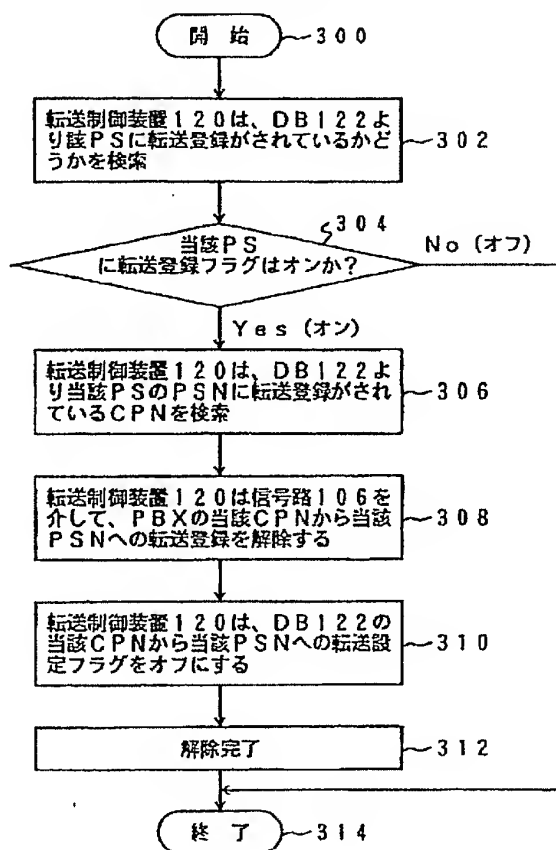 開 始 300
転送制御装置120は、DB122よ
り該PSに転送登録がされているかど
うかを検索
302
304
当該PS
に転送登録フラグはオンか?
No (オフ)
Yes (オン)
転送制御装置120は、DB122よ
り当該PSのPSNに転送登録がされ
ているCPNを検索
306
転送制御装置120は信号路106を
介して、PBXの当該CPNから当該
PSNへの転送登録を解除する
308
転送制御装置120は、DB122の
当該CPNから当該PSNへの転送設
定フラグをオフにする
310
解除完了 312
終 了 314